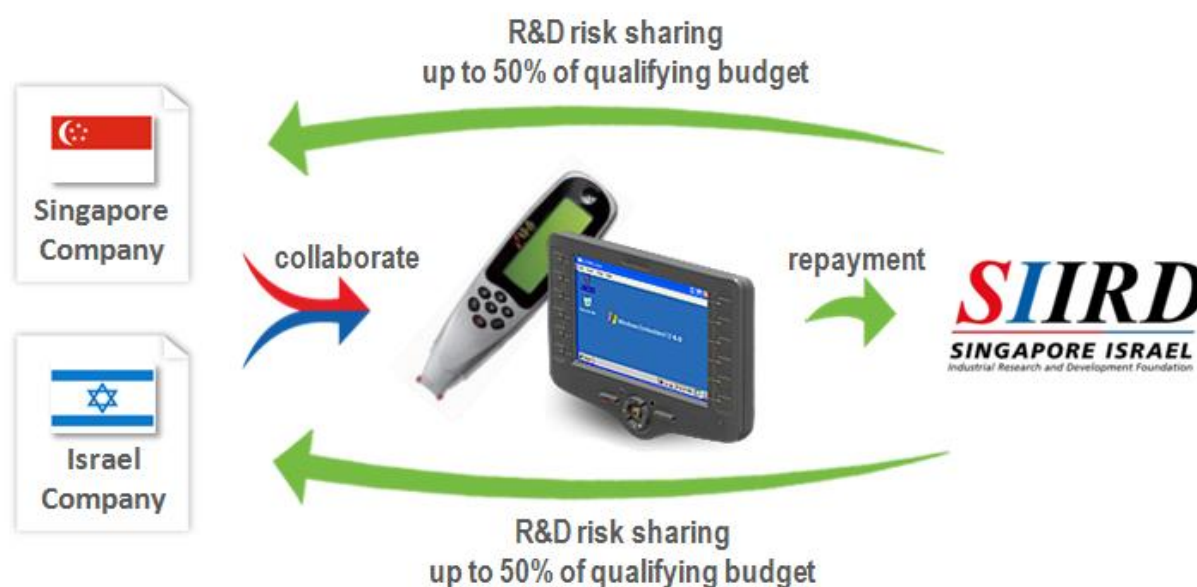 R&D risk sharing
up to 50% of qualifying budget
Singapore
Company
collaborate
repayment
SIIRD
SINGAPORE ISRAEL
Industrial Research and Development Foundation
Israel
Company
R&D risk sharing
up to 50% of qualifying budget